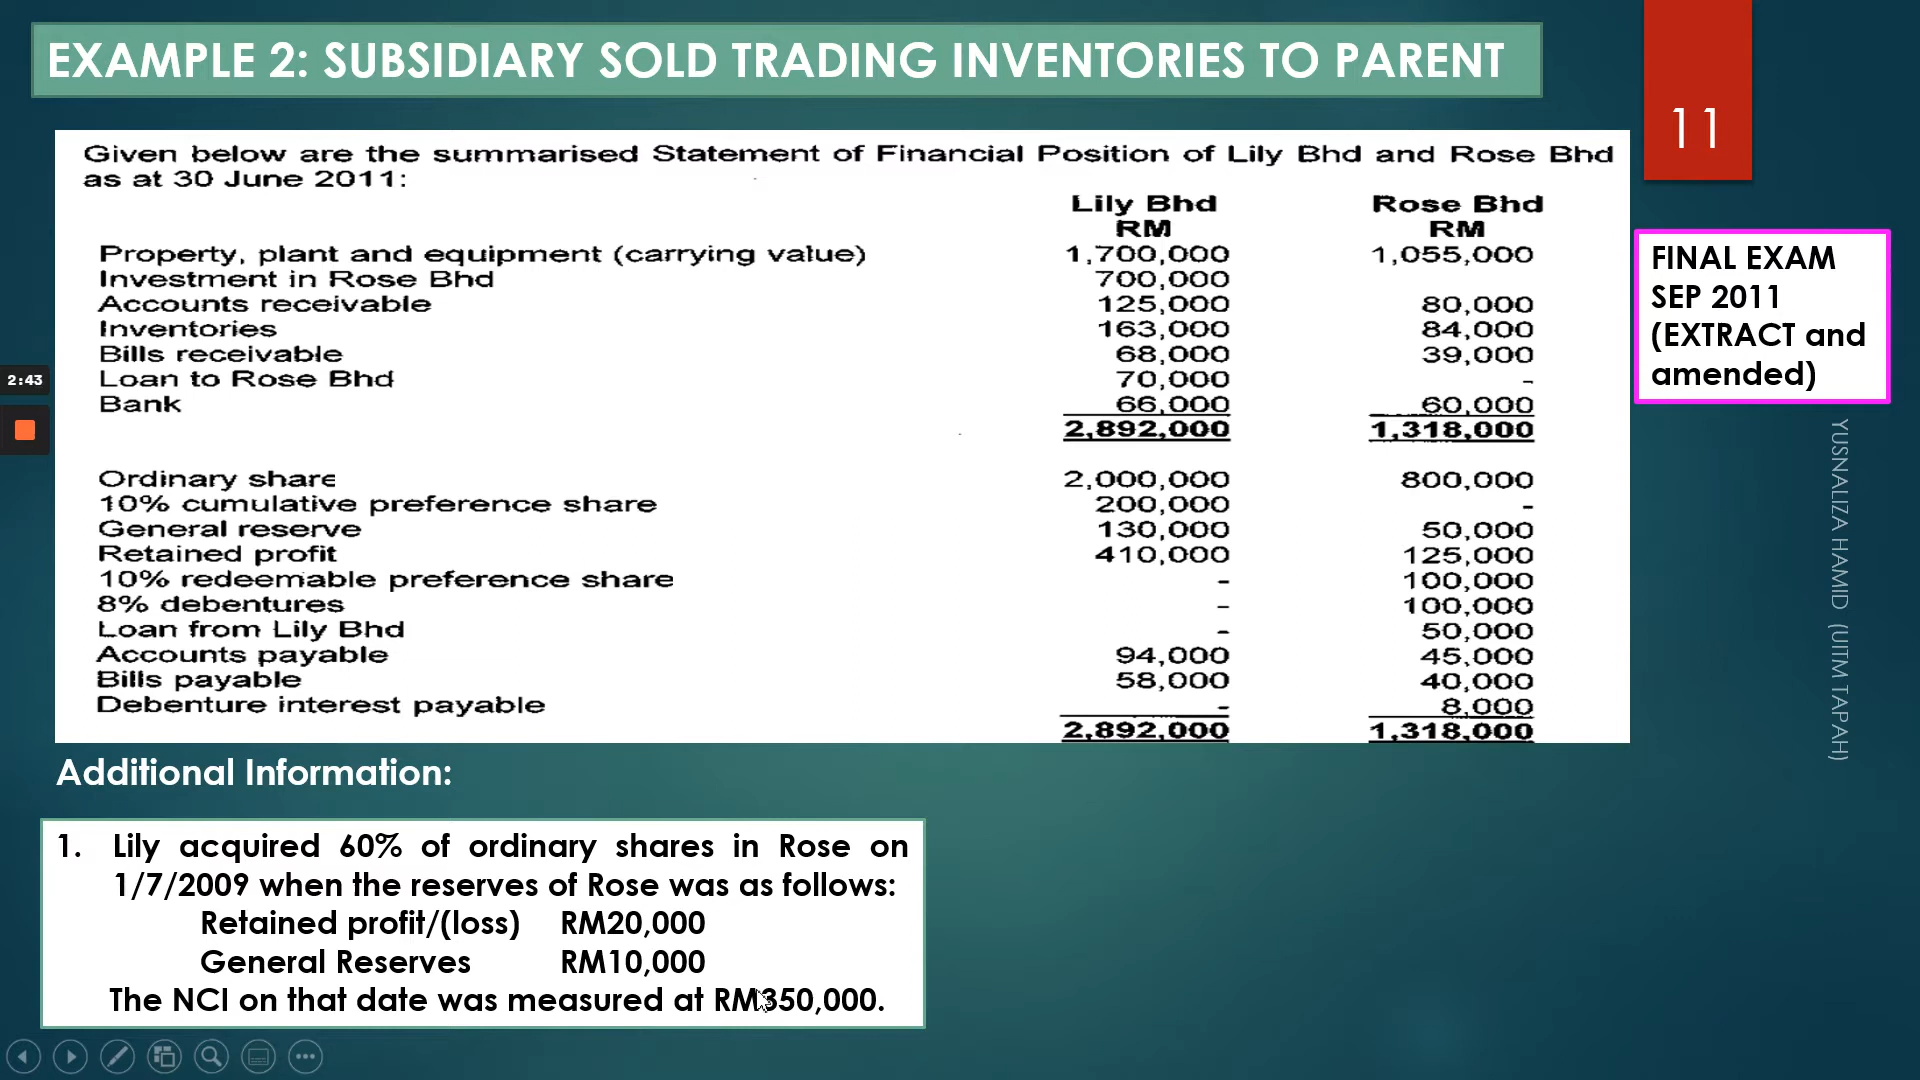 EXAMPLE 2: SUBSIDIARY SOLD TRADING INVENTORIES TO PARENT
11
Given below are the summarised Statement of Financial Position of Lily Bhd and Rose Bhd
as at 30 June 2011:
Lily Bhd Rose Bhd
RM RM
Property, plant and equipment (carrying value) 1,700,000 1,055,000
Investment in Rose Bhd 700,000
Accounts receivable 125,000 80,000
Inventories 163,000 84,000
Bills receivable 68,000 39,000
Loan to Rose Bhd 70,000 -
Bank 66,000 60,000
2,892,000 1,318,000
Ordinary share 2,000,000 800,000
10% cumulative preference share 200,000 -
General reserve 130,000 50,000
Retained profit 410,000 125,000
10% redeemable preference share - 100,000
8% debentures - 100,000
Loan from Lily Bhd - 50,000
Accounts payable 94,000 45,000
Bills payable 58,000 40,000
Debenture interest payable - 8,000
2,892,000 1,318,000
FINAL EXAM
SEP 2011
(EXTRACT and
amended)
YUSNALIZA HAMID (UITM TAPAH)
2:43
Additional Information:
1. Lily acquired 60% of ordinary shares in Rose on
1/7/2009 when the reserves of Rose was as follows:
Retained profit/(loss) RM20,000
General Reserves RM10,000
The NCI on that date was measured at RM350,000.